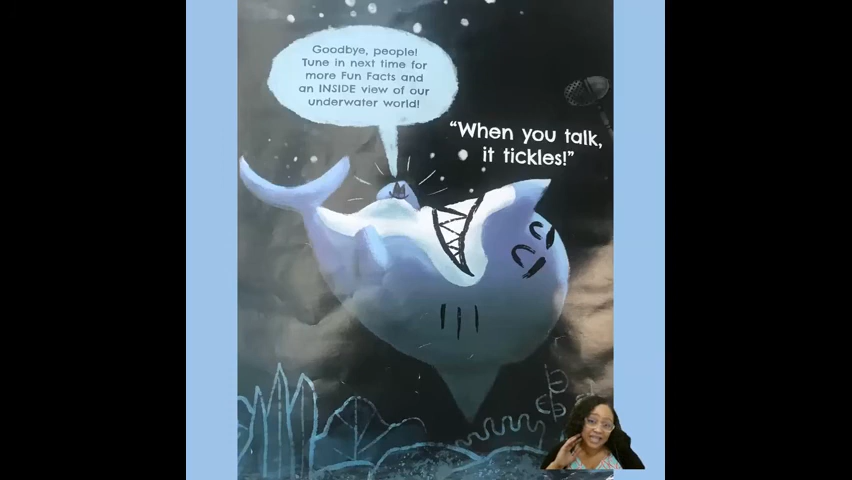 Goodbye, people!
Tune in next time for
more Fun Facts and
an INSIDE view of our
underwater world!
“When you talk,
it tickles!”